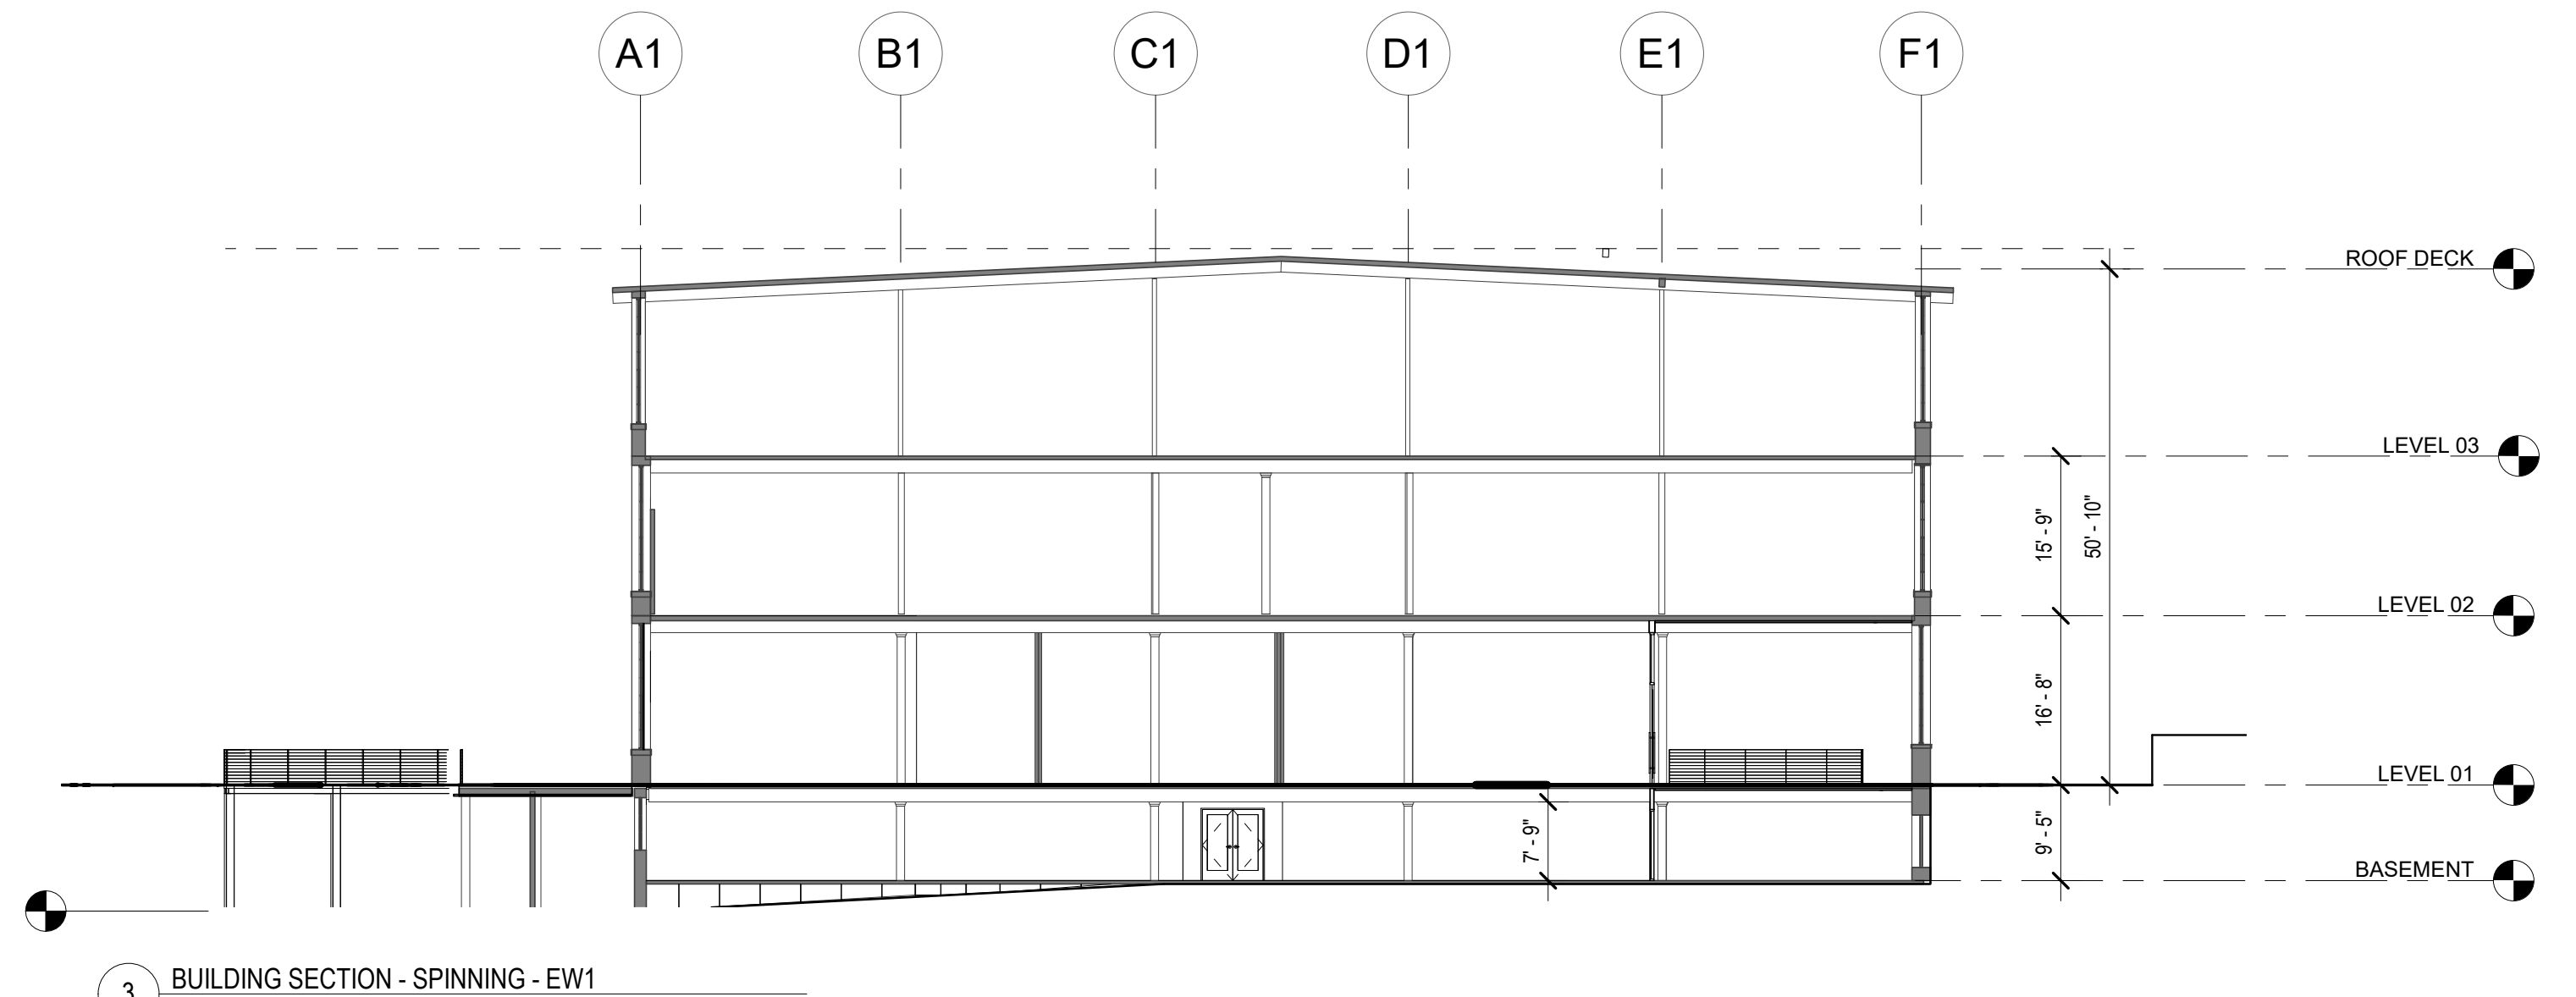 A1 B1 C1 D1 E1 F1
ROOF DECK
LEVEL 03
15' - 9"
50' - 10"
LEVEL 02
16' - 8"
LEVEL 01
7' - 9"
9' - 5"
BASEMENT
3 BUILDING SECTION - SPINNING - EW1